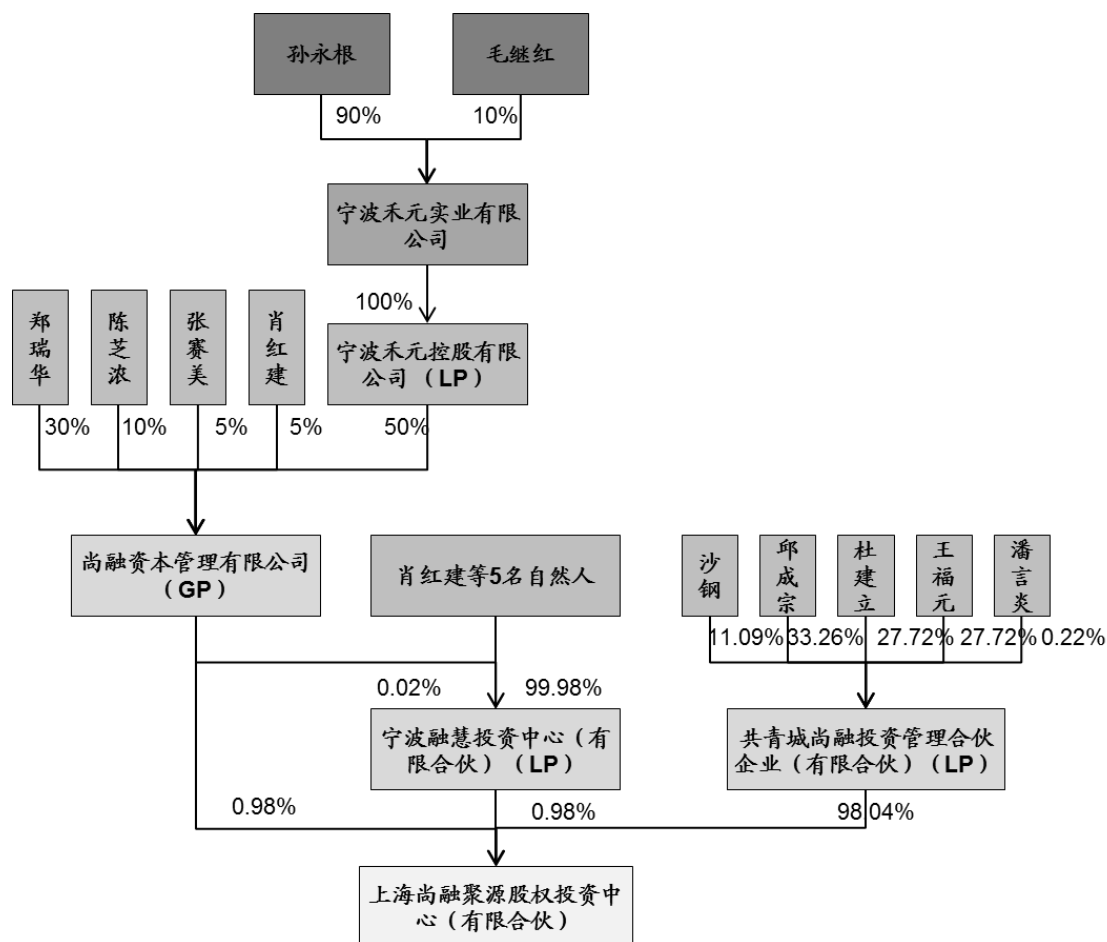 孙永根
毛继红
90%
10%
宁波禾元实业有限
公司
100%
郑瑞华
陈芝浓
张赛美
肖红建
宁波禾元控股有限
公司 （LP）
30%
10%
5%
5%
50%
尚融资本管理有限公司
（GP）
肖红建等5名自然人
沙钢
邱成宗
杜建立
王福元
潘言炎
11.09%
33.26%
27.72%
27.72%
0.22%
0.02%
99.98%
宁波融慧投资中心（有
限合伙）（LP）
共青城尚融投资管理合伙
企业（有限合伙）（LP）
0.98%
0.98%
98.04%
上海尚融聚源股权投资中
心（有限合伙）